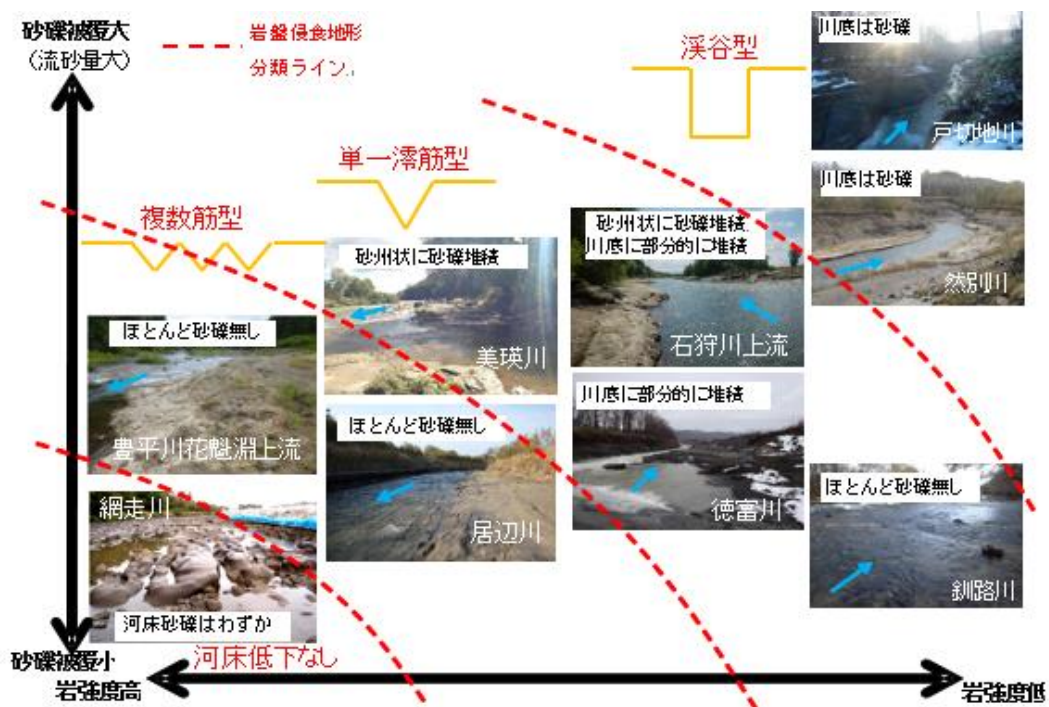 砂礫被覆大
(流砂量大)
岩盤侵食地形
分類ライン
渓谷型
川底は砂礫
戸切地川
単一澪筋型
川底は砂礫
然別川
複数筋型
砂州状に砂礫堆積
美瑛川
砂州状に砂礫堆積
川底に部分的に堆積
石狩川上流
ほとんど砂礫無し
豊平川花魁淵上流
ほとんど砂礫無し
居辺川
川底に部分的に堆積
徳富川
ほとんど砂礫無し
釧路川
網走川
河床砂礫はわずか
砂礫被覆小
河床低下なし
岩強度高
岩強度低